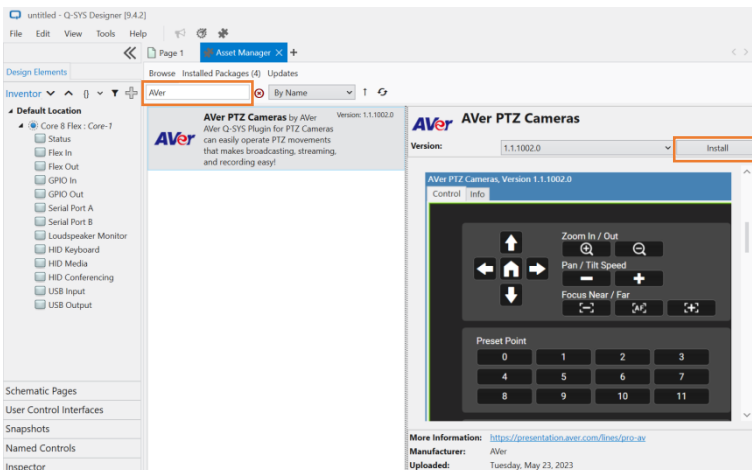 untitled - Q-SYS Designer [9.4.2]
File Edit View Tools Help
Page 1 Asset Manager
Design Elements
Browse Installed Packages (4) Updates
Inventor {}
AVer By Name
Default Location
Core 8 Flex : Core-1
Status
Flex In
Flex Out
GPIO In
GPIO Out
Serial Port A
Serial Port B
Loudspeaker Monitor
HID Keyboard
HID Media
HID Conferencing
USB Input
USB Output
Schematic Pages
User Control Interfaces
Snapshots
Named Controls
Inspector
AVer
AVer PTZ Cameras by AVer Version: 1.1.1002.0
AVer Q-SYS Plugin for PTZ Cameras
can easily operate PTZ movements
that makes broadcasting, streaming,
and recording easy!
AVer AVer PTZ Cameras
Version: 1.1.1002.0 Install
AVer PTZ Cameras, Version 1.1.1002.0
Control Info
Zoom In / Out
Pan / Tilt Speed
Focus Near / Far
[-] [AF] [+]
Preset Point
0 1 2 3
4 5 6 7
8 9 10 11
More Information: https://presentation.aver.com/lines/pro-av
Manufacturer: AVer
Uploaded: Tuesday, May 23, 2023